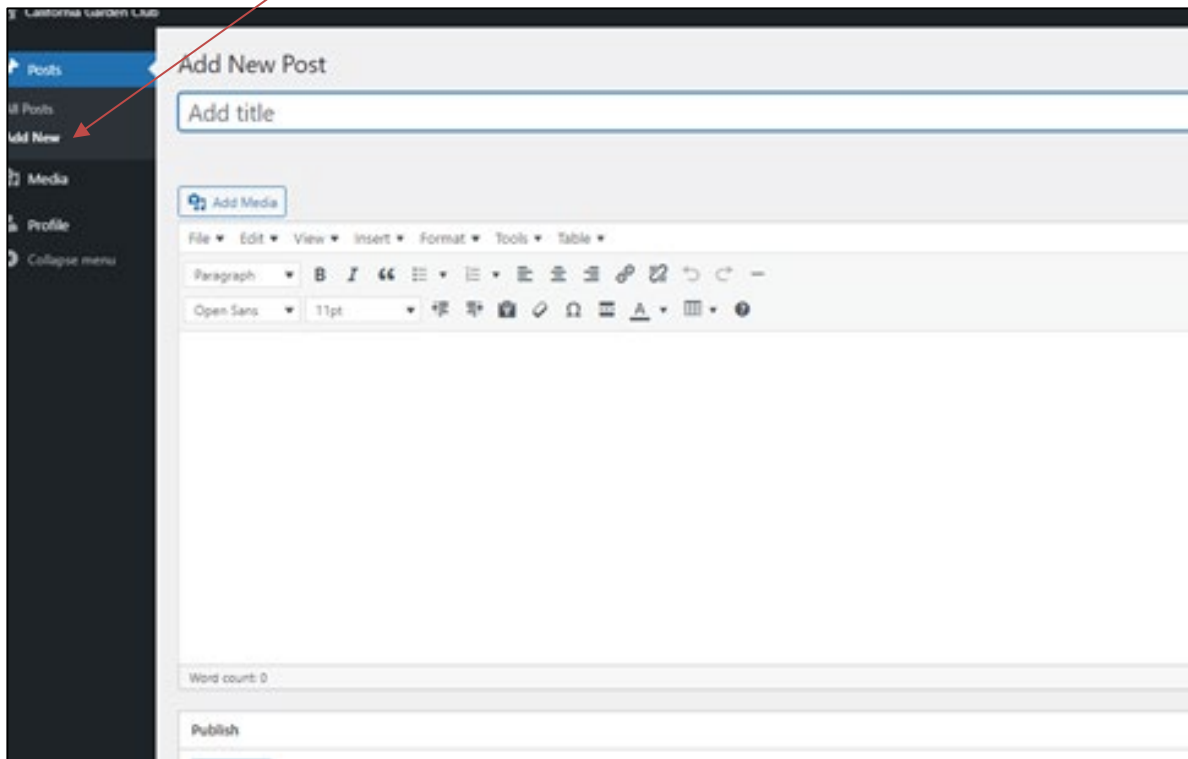 California Garden Club
Posts
All Posts
Add New
Media
Profile
Collapse menu
Add New Post
Add title
Add Media
File Edit View Insert Format Tools Table
Paragraph B I
Open Sans 11pt Ω A
Word count: 0
Publish